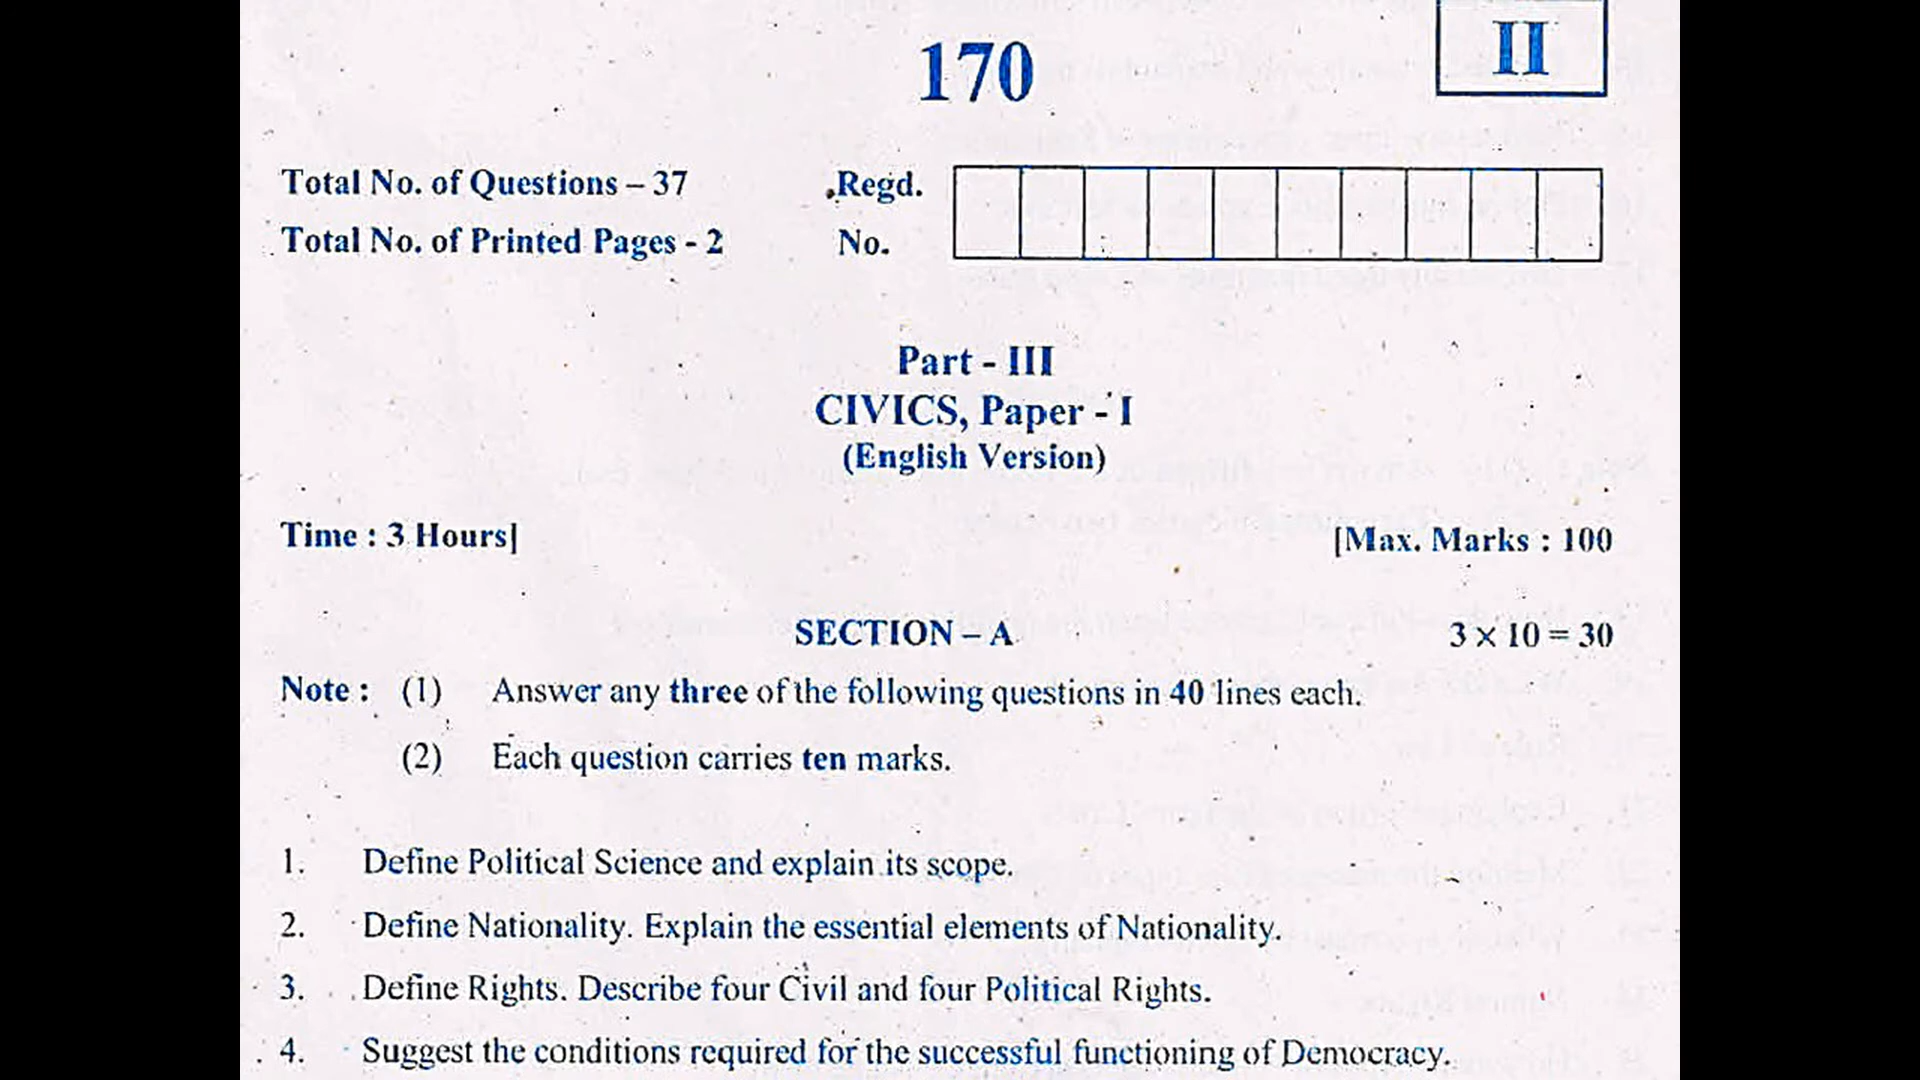 170
II
Total No. of Questions – 37
Regd.
Total No. of Printed Pages - 2
No.
Part - III
CIVICS, Paper - I
(English Version)
Time : 3 Hours]
[Max. Marks : 100
SECTION – A
3 × 10 = 30
Note : (1) Answer any three of the following questions in 40 lines each.
(2) Each question carries ten marks.
1. Define Political Science and explain its scope.
2. Define Nationality. Explain the essential elements of Nationality.
3. Define Rights. Describe four Civil and four Political Rights.
4. Suggest the conditions required for the successful functioning of Democracy.